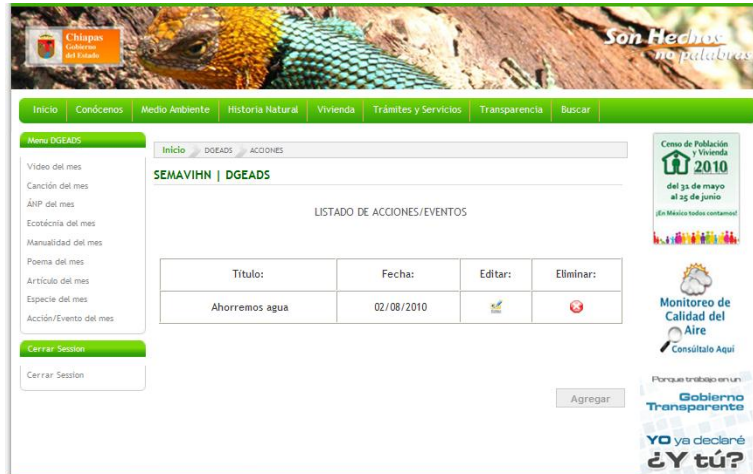 Chiapas
Gobierno
del Estado
Son Hechos
no palabras
Inicio Conócenos Medio Ambiente Historia Natural Vivienda Trámites y Servicios Transparencia Buscar
Menu DGEADS
Video del mes
Canción del mes
ÁNP del mes
Ecotécnia del mes
Manualidad del mes
Poema del mes
Artículo del mes
Especie del mes
Acción/Evento del mes
Cerrar Session
Cerrar Session
Inicio DGEADS ACCIONES
SEMAVIHN | DGEADS
LISTADO DE ACCIONES/EVENTOS
Título: Fecha: Editar: Eliminar:
Ahorremos agua 02/08/2010
Agregar
Censo de Población
y Vivienda
2010
del 31 de mayo
al 25 de junio
¡En México todos contamos!
Monitoreo de
Calidad del
Aire
Consúltalo Aquí
Porque trabajo en un
Gobierno
Transparente
YO ya declaré
¿Y tú?